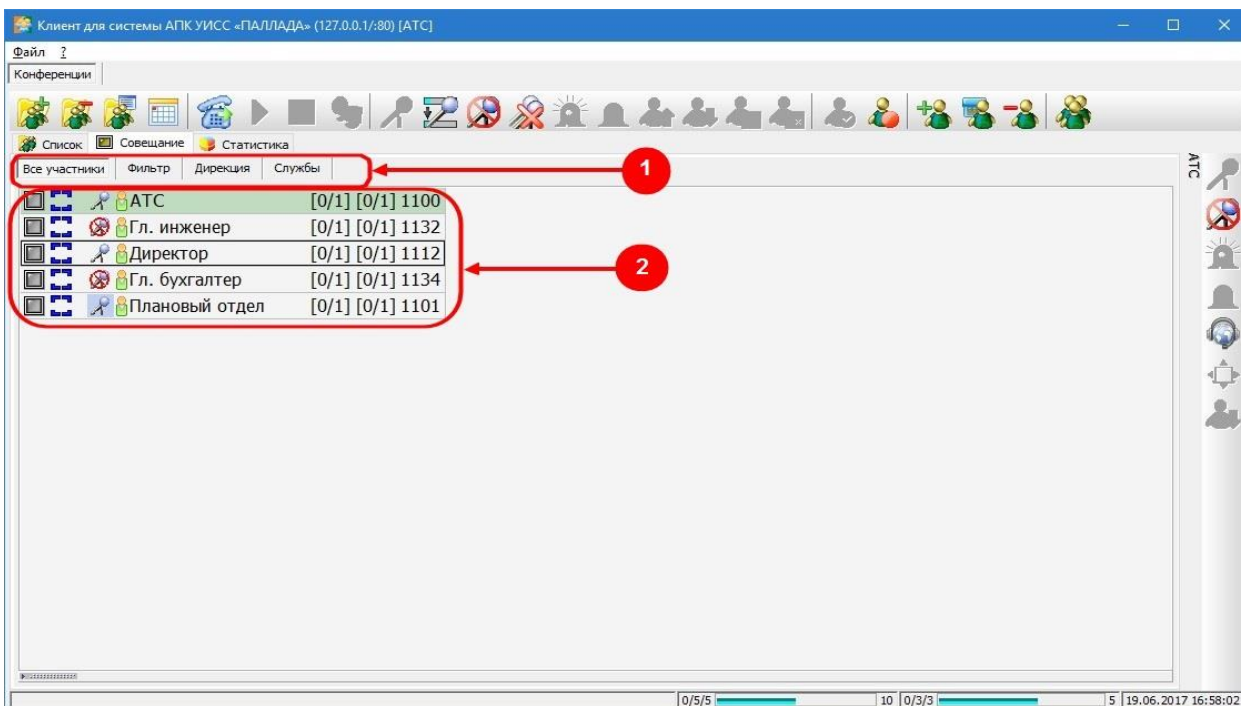 Клиент для системы АПК УИСС «ПАЛЛАДА» (127.0.0.1/:80) [АТС]
Файл ?
Конференции
Список Совещание Статистика
Все участники Фильтр Дирекция Службы
1
АТС
АТС [0/1] [0/1] 1100
Гл. инженер [0/1] [0/1] 1132
Директор [0/1] [0/1] 1112
2
Гл. бухгалтер [0/1] [0/1] 1134
Плановый отдел [0/1] [0/1] 1101
0/5/5 10 0/3/3 5 19.06.2017 16:58:02